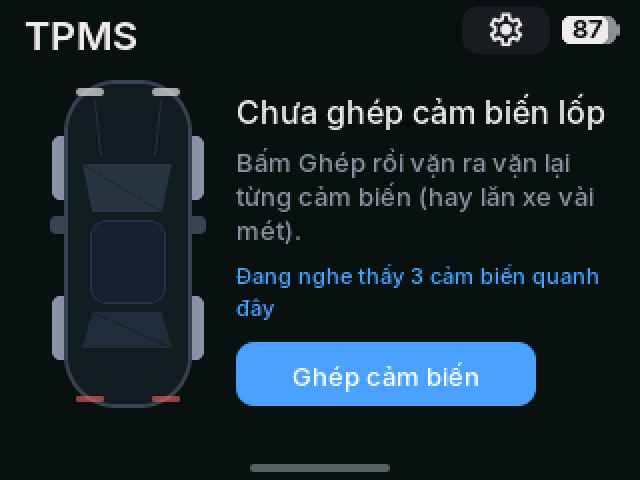 TPMS
87
Chưa ghép cảm biến lốp
Bấm Ghép rồi vặn ra vặn lại
từng cảm biến (hay lăn xe vài
mét).
Đang nghe thấy 3 cảm biến quanh
đây
Ghép cảm biến